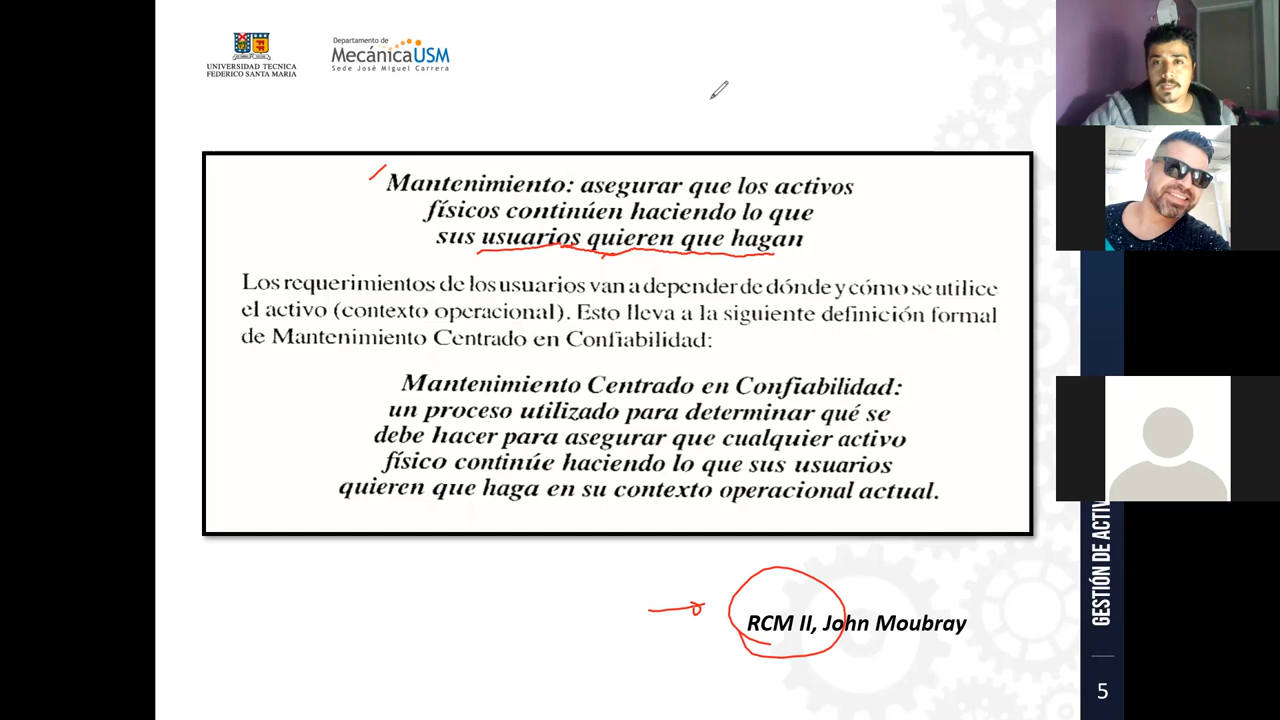 UNIVERSIDAD TECNICA
FEDERICO SANTA MARIA
Departamento de
MecánicaUSM
Sede José Miguel Carrera
Mantenimiento: asegurar que los activos
físicos continúen haciendo lo que
sus usuarios quieren que hagan
Los requerimientos de los usuarios van a depender de dónde y cómo se utilice
el activo (contexto operacional). Esto lleva a la siguiente definición formal
de Mantenimiento Centrado en Confiabilidad:
Mantenimiento Centrado en Confiabilidad:
un proceso utilizado para determinar qué se
debe hacer para asegurar que cualquier activo
físico continúe haciendo lo que sus usuarios
quieren que haga en su contexto operacional actual.
RCM II, John Moubray
GESTIÓN DE ACTIV
5